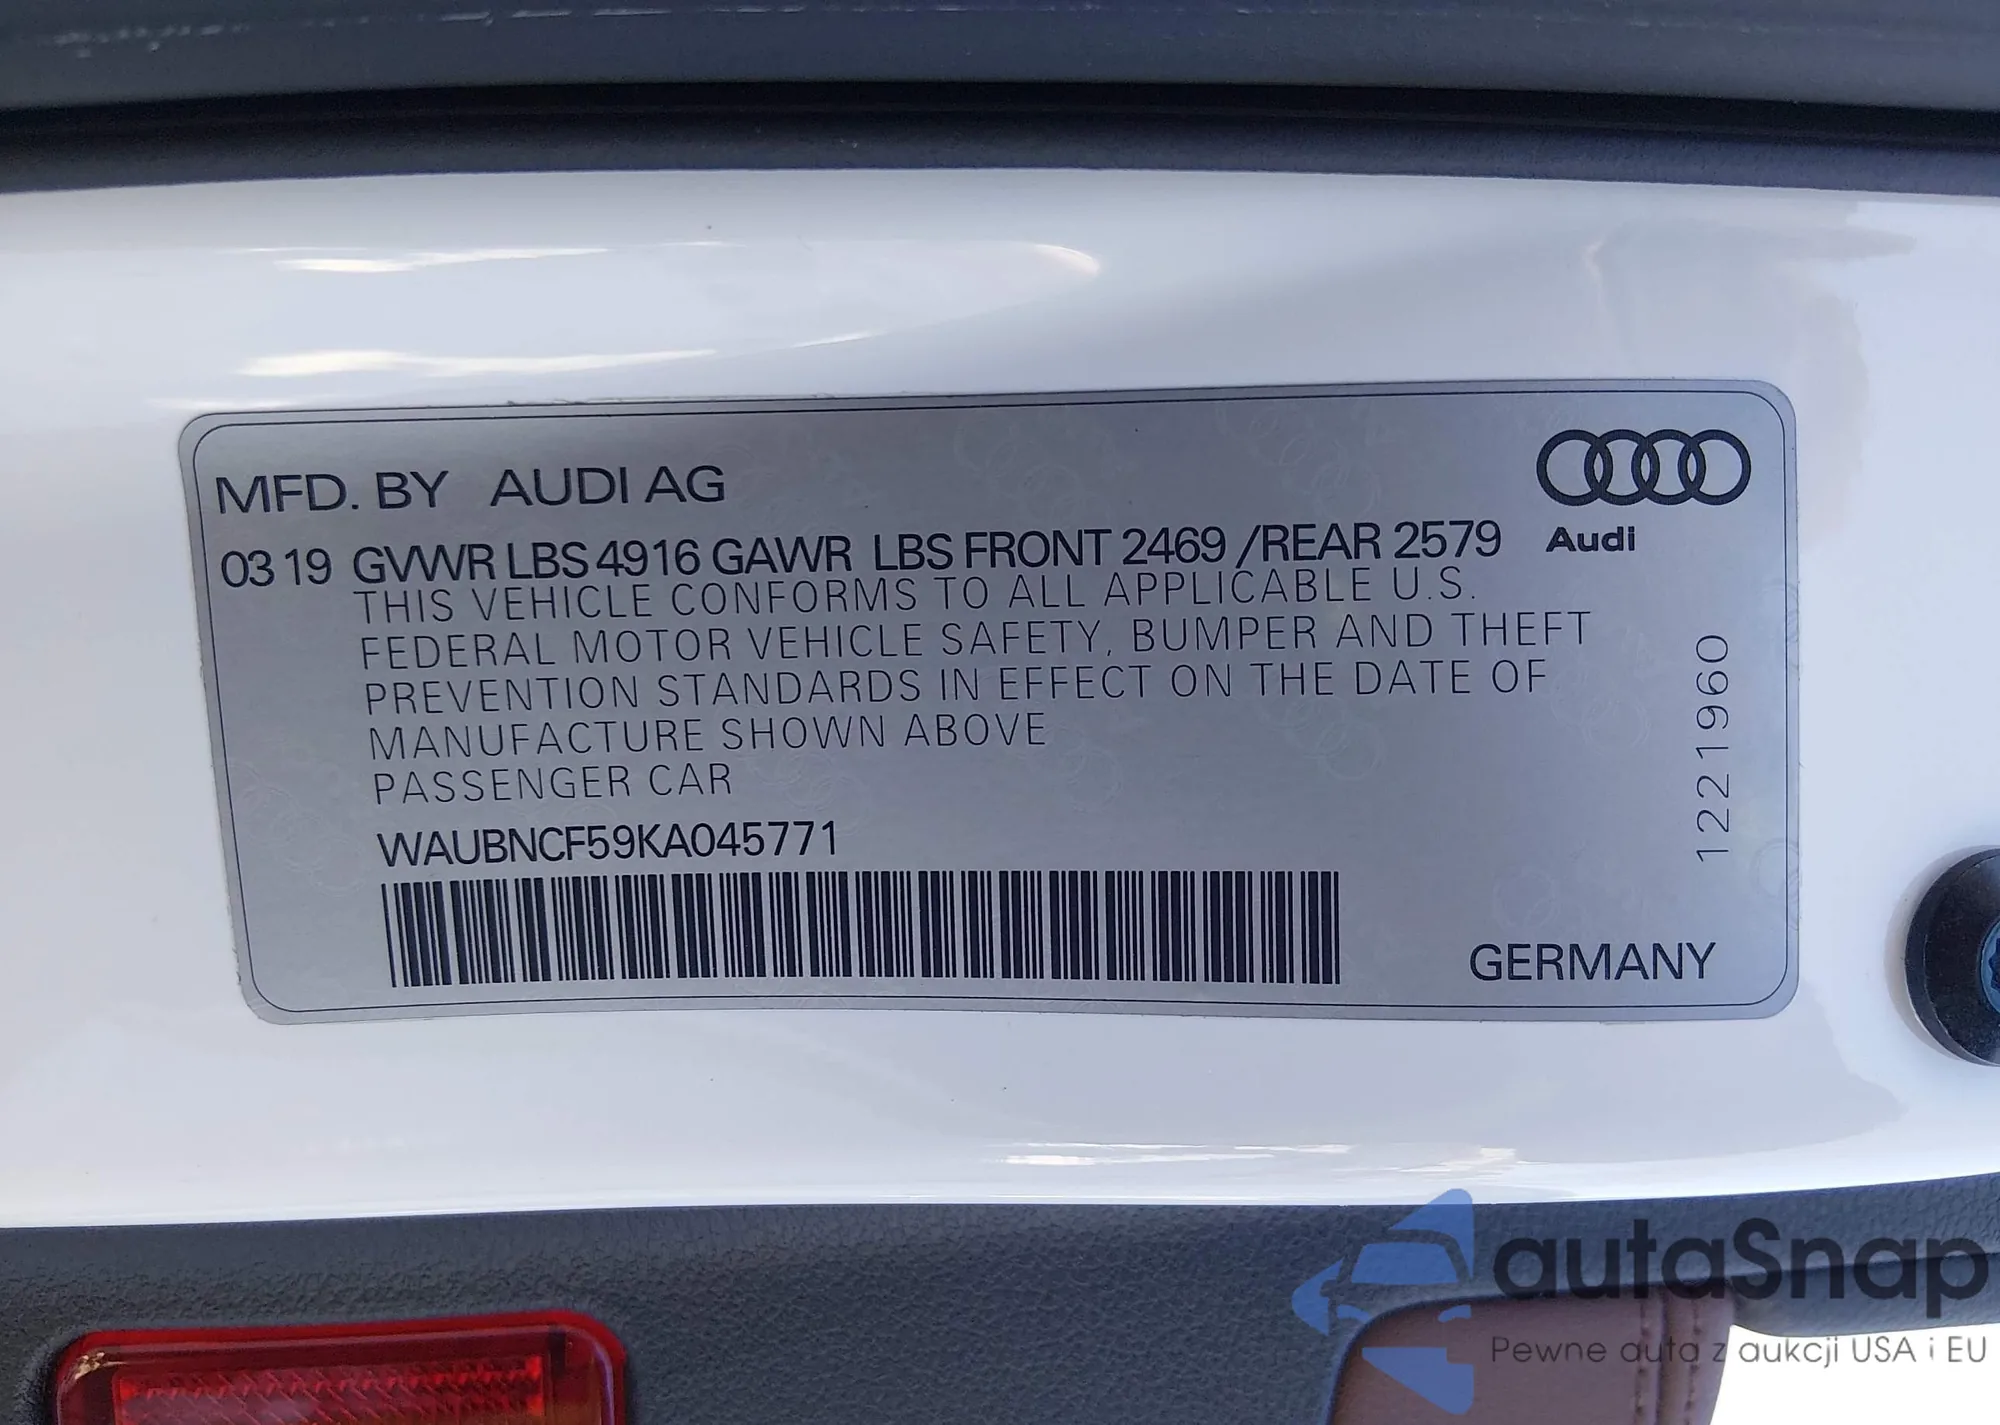 MFD. BY AUDI AG
Audi
03 19 GVWR LBS 4916 GAWR LBS FRONT 2469 /REAR 2579
THIS VEHICLE CONFORMS TO ALL APPLICABLE U.S.
FEDERAL MOTOR VEHICLE SAFETY, BUMPER AND THEFT
PREVENTION STANDARDS IN EFFECT ON THE DATE OF
MANUFACTURE SHOWN ABOVE
PASSENGER CAR
WAUBNCF59KA045771
1221960
GERMANY
autaSnap
Pewne auta z aukcji USA i EU